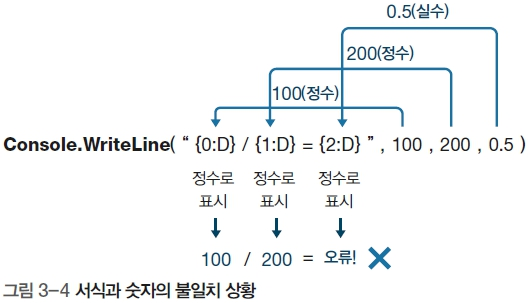 0.5(실수)
200(정수)
100(정수)
Console.WriteLine( “ {0:D} / {1:D} = {2:D} ” , 100 , 200 , 0.5 )
정수로 정수로 정수로
표시 표시 표시
100 / 200 = 오류!
그림 3-4 서식과 숫자의 불일치 상황